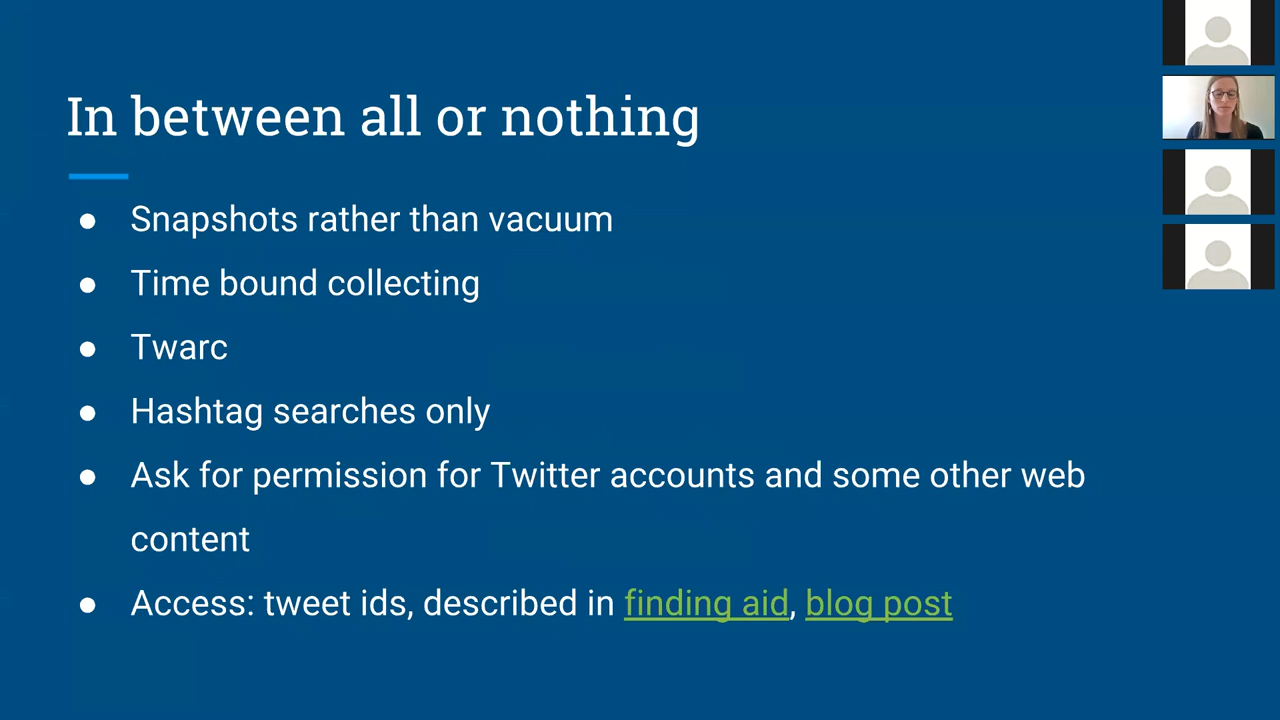 In between all or nothing
● Snapshots rather than vacuum
● Time bound collecting
● Twarc
● Hashtag searches only
● Ask for permission for Twitter accounts and some other web
content
● Access: tweet ids, described in finding aid, blog post